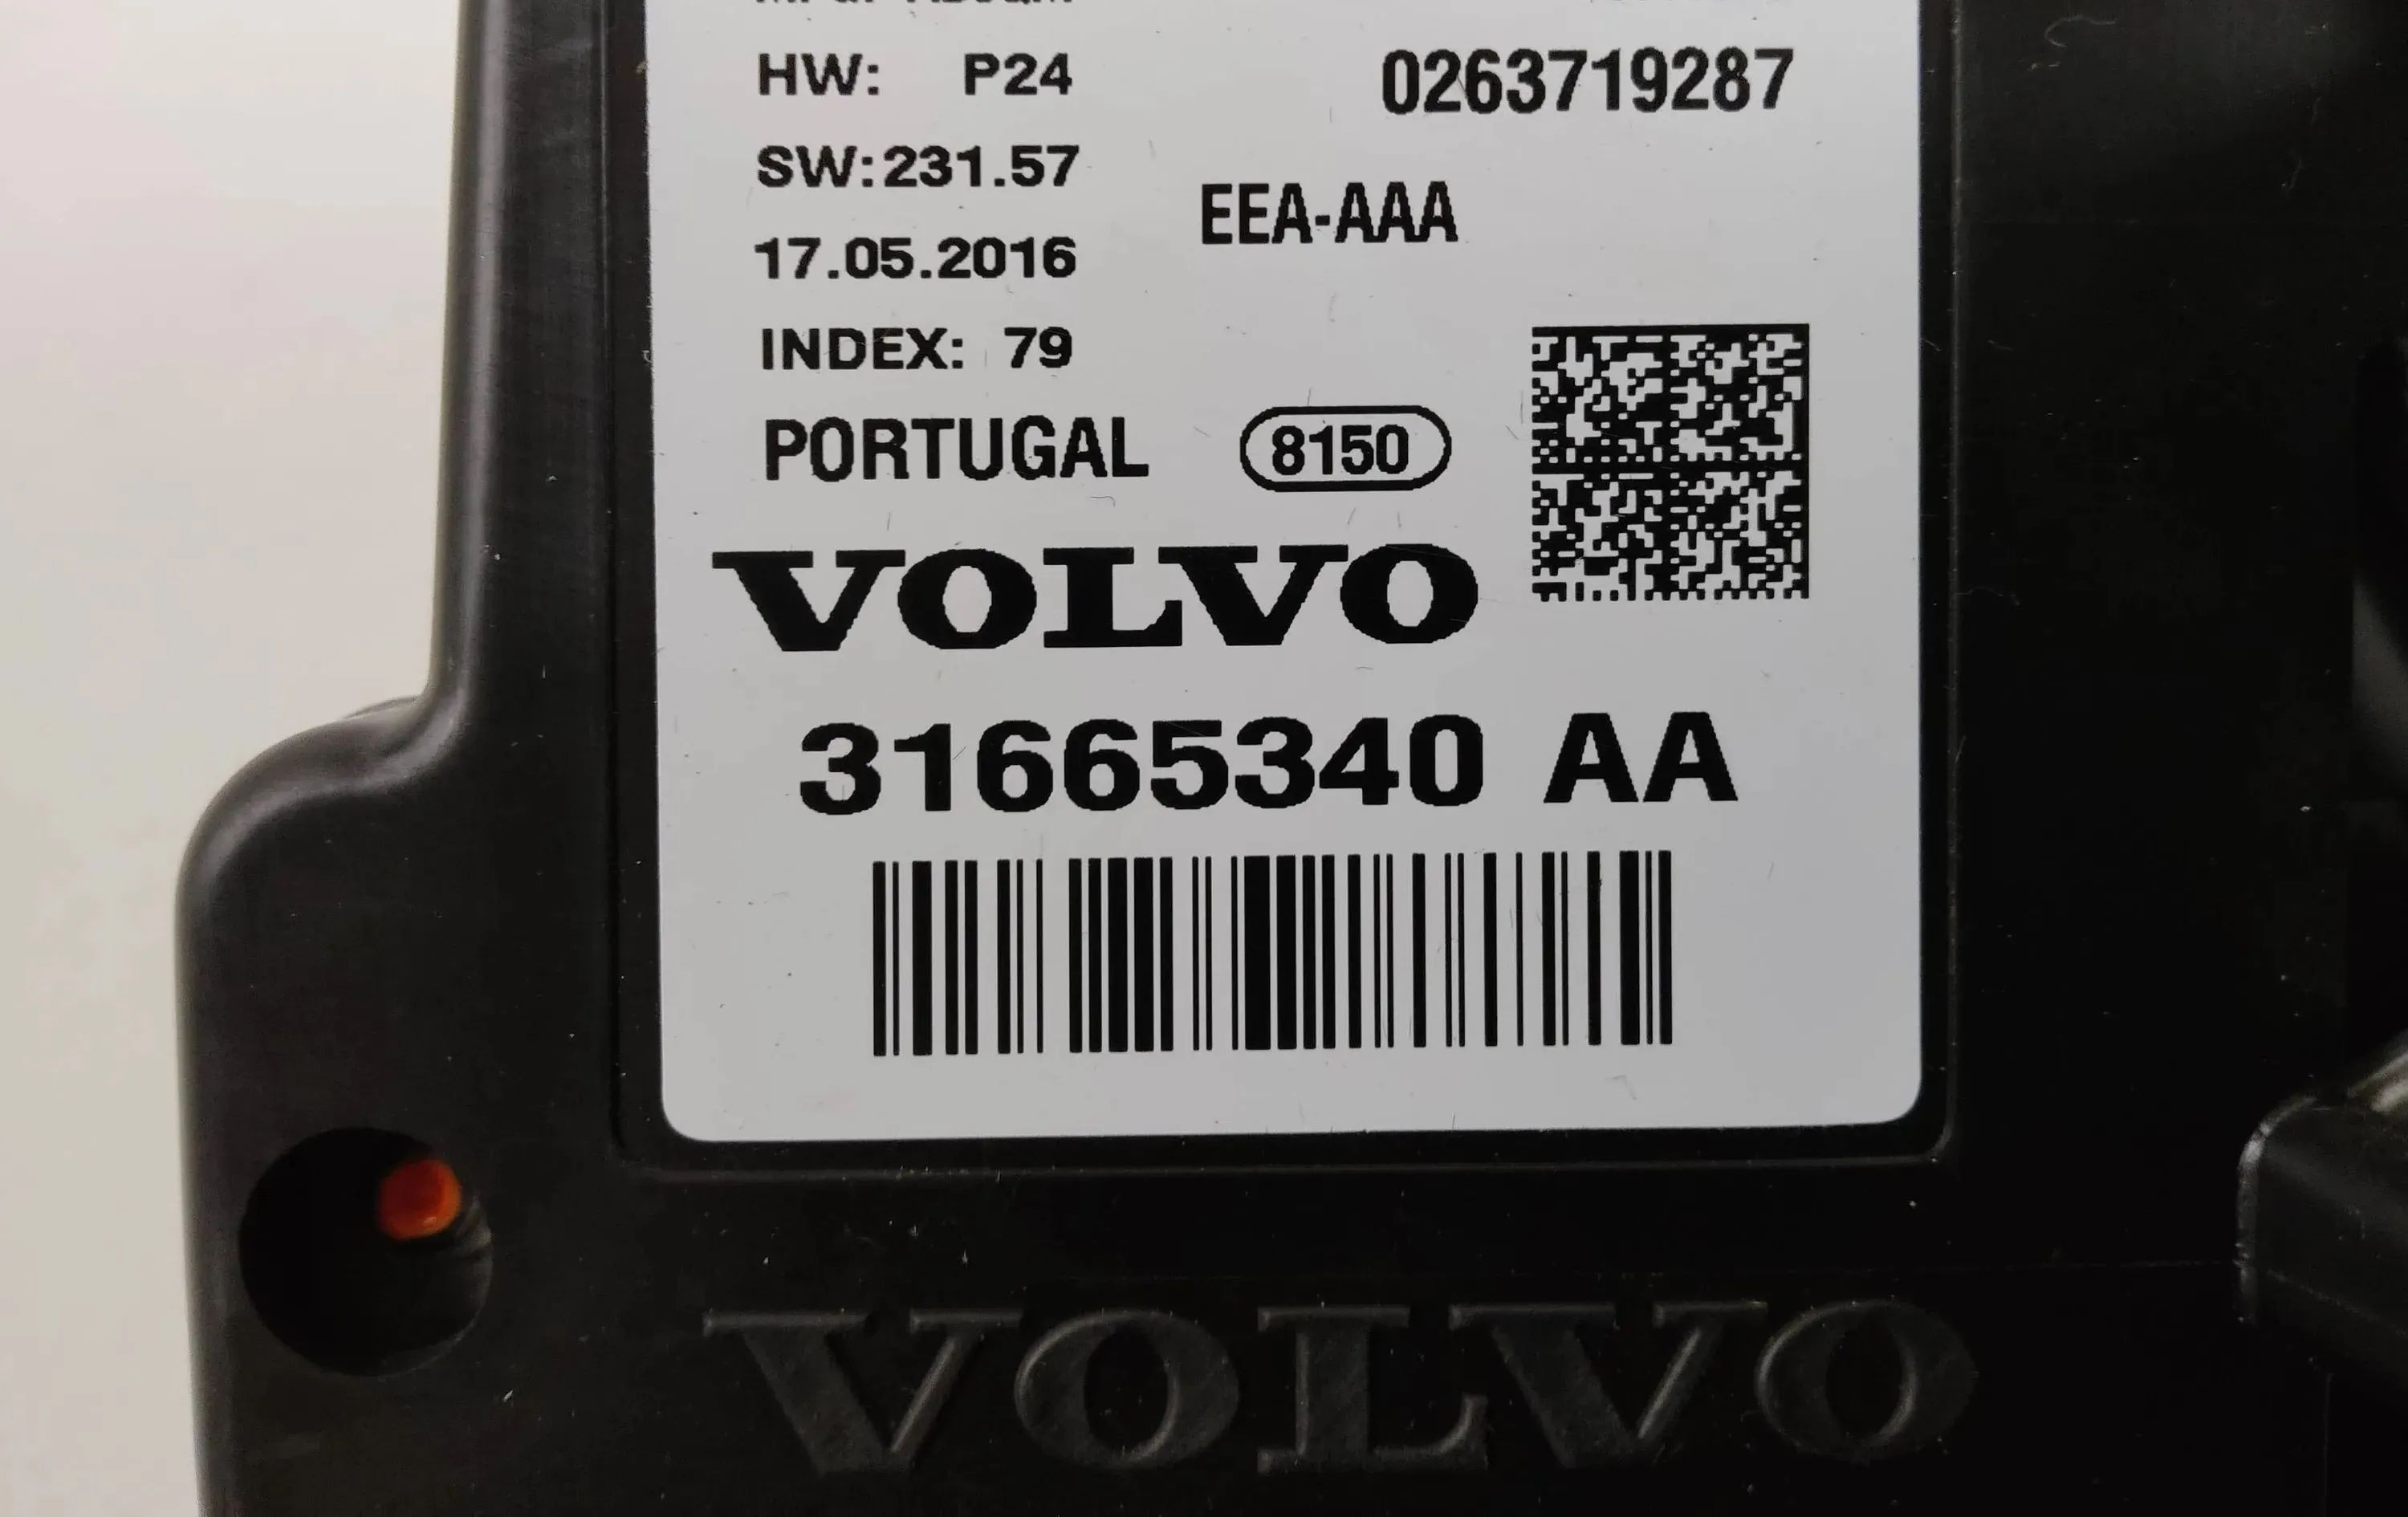 HW: P24
0263719287
SW:231.57
EEA-AAA
17.05.2016
INDEX: 79
PORTUGAL 8150
VOLVO
31665340 AA
VOLVO